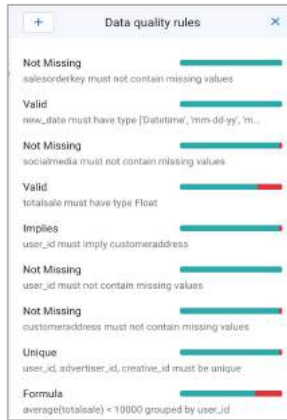 + Data quality rules ×
Not Missing
salesorderkey must not contain missing values
Valid
new_date must have type ['Datetime', 'mm-dd-yy', 'm...
Not Missing
socialmedia must not contain missing values
Valid
totalsale must have type Float
Implies
user_id must imply customeraddress
Not Missing
user_id must not contain missing values
Not Missing
customeraddress must not contain missing values
Unique
user_id, advertiser_id, creative_id must be unique
Formula
average(totalsale) < 10000 grouped by user_id